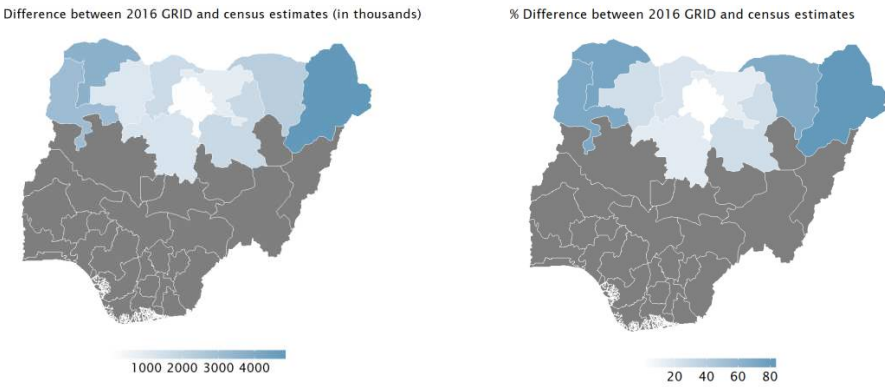 Difference between 2016 GRID and census estimates (in thousands)
% Difference between 2016 GRID and census estimates
1000 2000 3000 4000
20 40 60 80